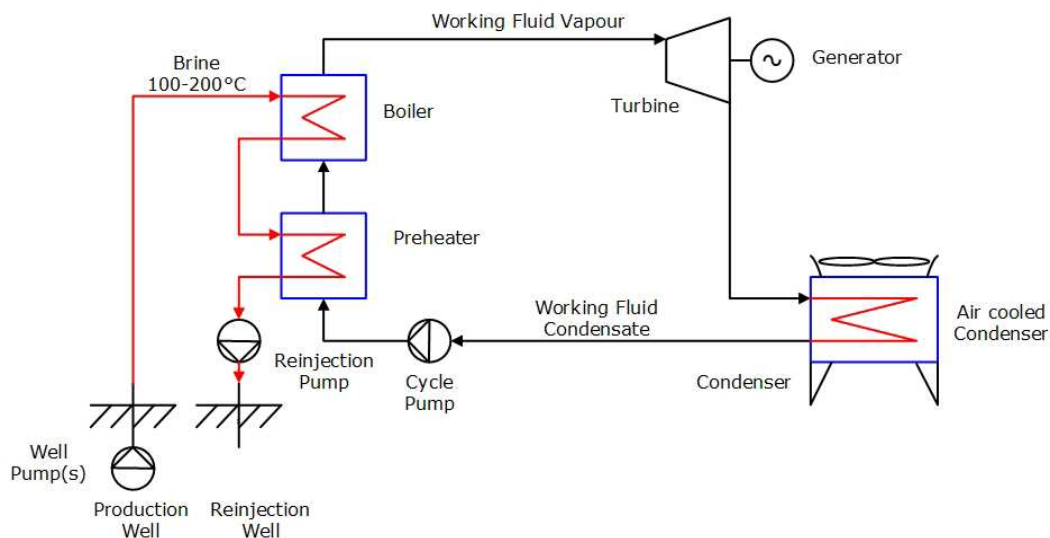 Working Fluid Vapour
Brine
100-200°C
Generator
Boiler
Turbine
Preheater
Working Fluid
Condensate
Air cooled
Condenser
Reinjection
Pump
Cycle
Pump
Condenser
Well
Pump(s)
Production
Well
Reinjection
Well